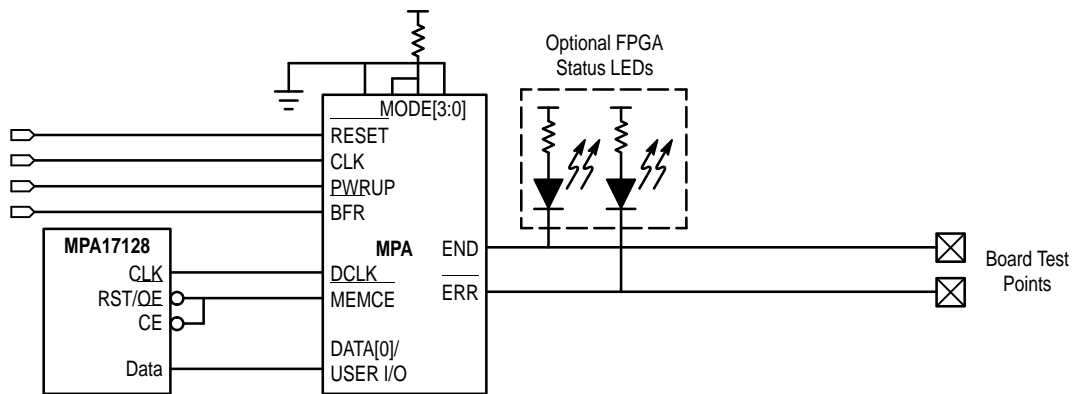 Optional FPGA
Status LEDs
MODE[3:0]
RESET
CLK
PWRUP
BFR
MPA17128
MPA
END
CLK
DCLK
ERR
Board Test
Points
RST/OE
MEMCE
CE
DATA[0]/
Data
USER I/O